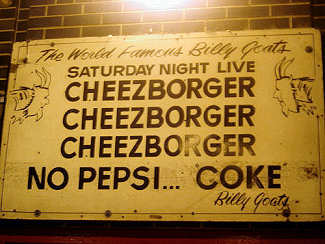 The World Famous Billy Goats
SATURDAY NIGHT LIVE
CHEEZBORGER
CHEEZBORGER
CHEEZBORGER
NO PEPSI... COKE
Billy Goats